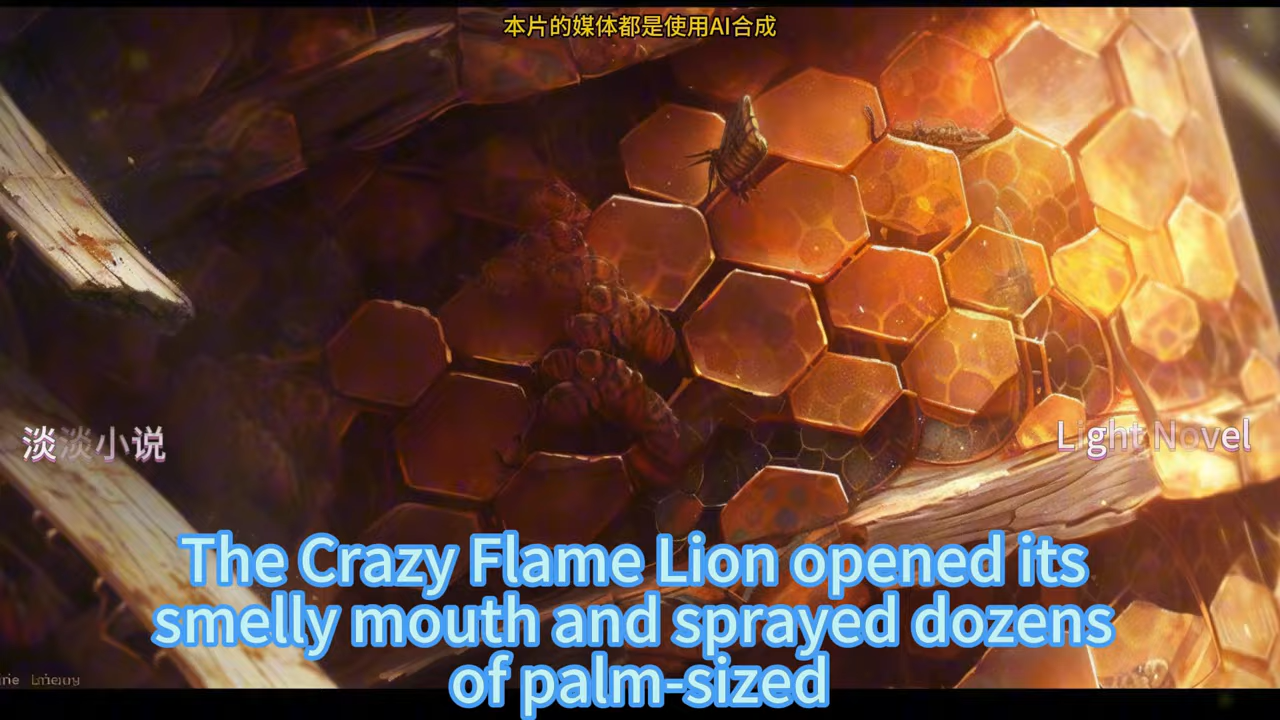 本片的媒体都是使用AI合成
淡淡小说
Light Novel
The Crazy Flame Lion opened its
smelly mouth and sprayed dozens
of palm-sized